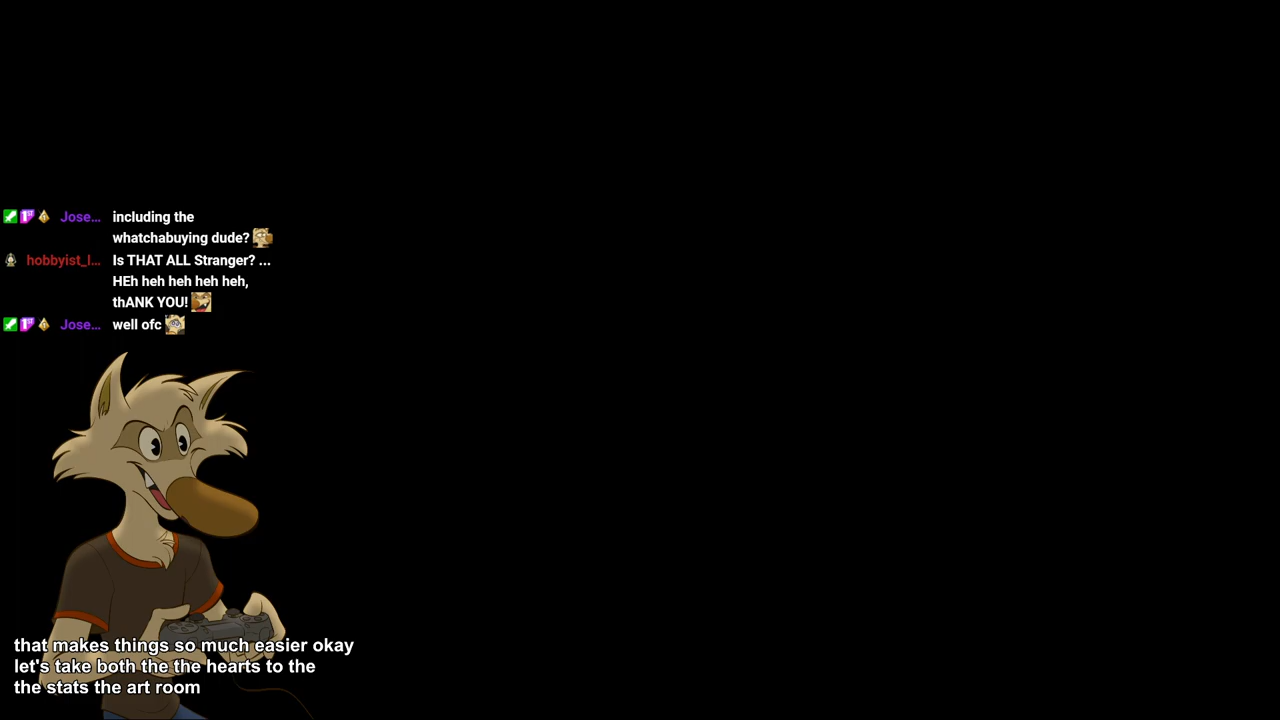 Jose... including the
whatchabuying dude?
hobbyist_l... Is THAT ALL Stranger? ...
HEh heh heh heh heh,
thANK YOU!
Jose... well ofc
that makes things so much easier okay
let's take both the the hearts to the
the stats the art room